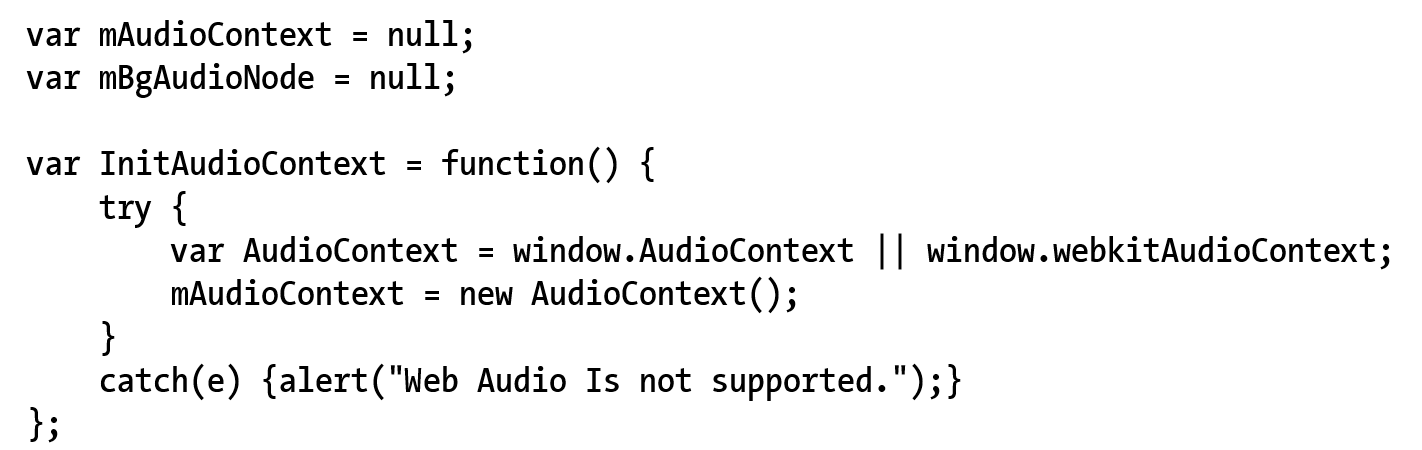 var mAudioContext = null;
var mBgAudioNode = null;

var InitAudioContext = function() {
    try {
        var AudioContext = window.AudioContext || window.webkitAudioContext;
        mAudioContext = new AudioContext();
    }
    catch(e) {alert("Web Audio Is not supported.");}
};